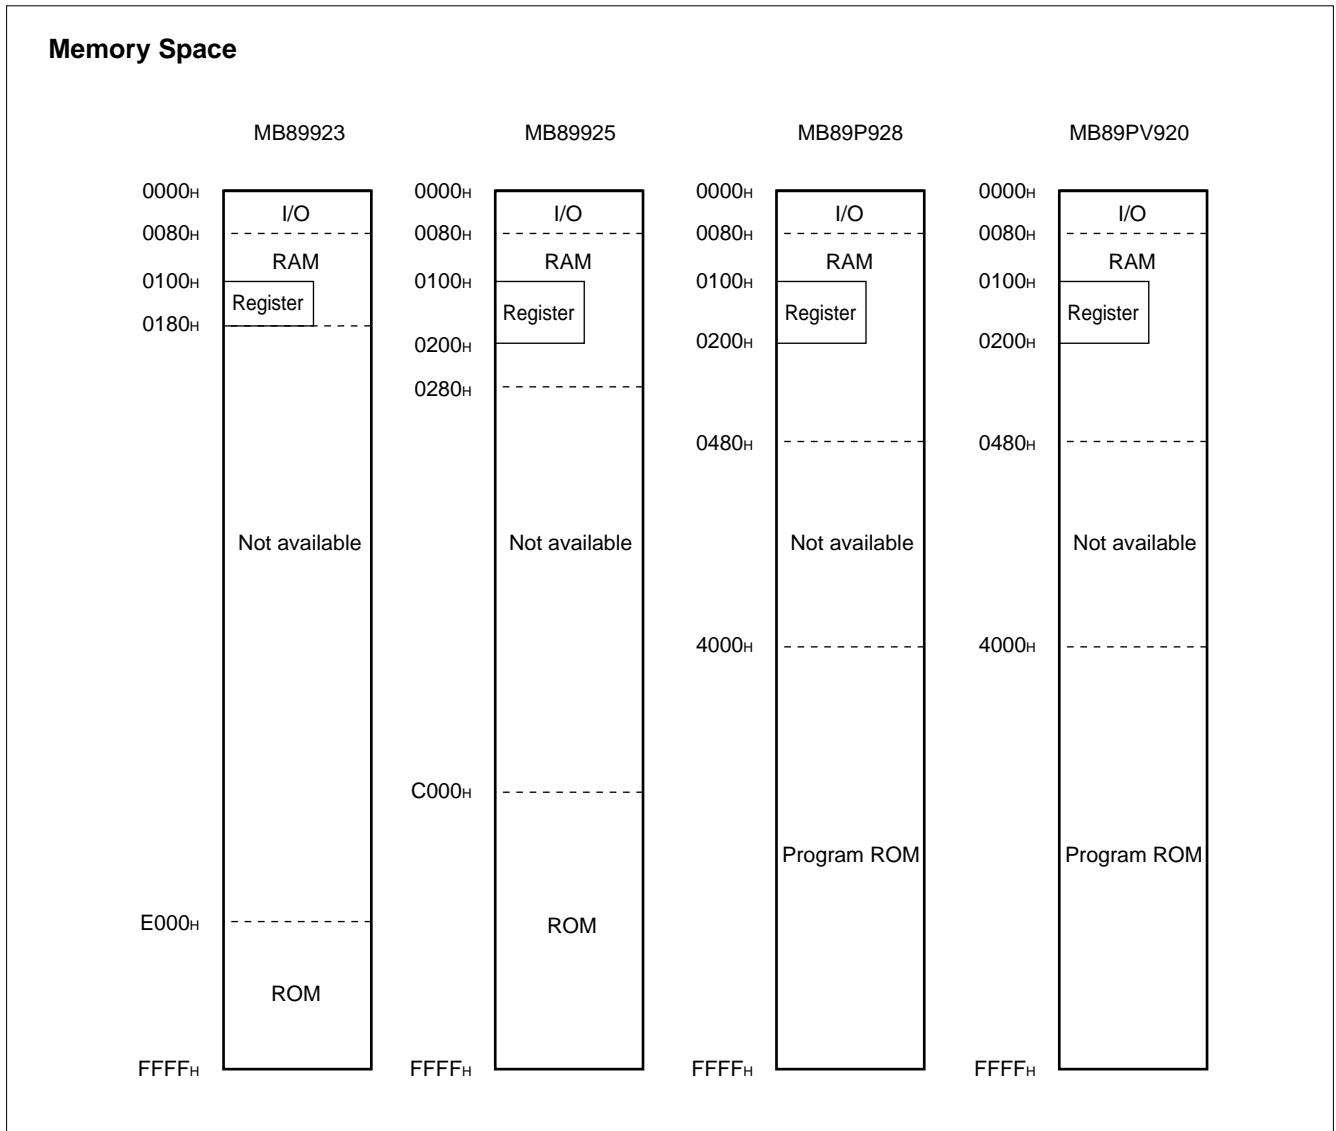 Memory Space
MB89923
0000H
I/O
0080H
RAM
0100H
Register
0180H
Not available
E000H
ROM
FFFFH
MB89925
0000H
I/O
0080H
RAM
0100H
Register
0200H
0280H
Not available
C000H
ROM
FFFFH
MB89P928
0000H
I/O
0080H
RAM
0100H
Register
0200H
0480H
Not available
4000H
Program ROM
FFFFH
MB89PV920
0000H
I/O
0080H
RAM
0100H
Register
0200H
0480H
Not available
4000H
Program ROM
FFFFH